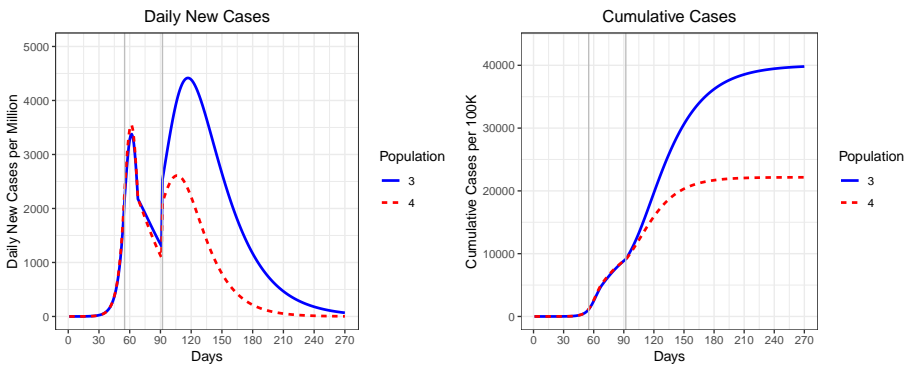 Daily New Cases
Daily New Cases per Million
5000
4000
3000
2000
1000
0
0 30 60 90 120 150 180 210 240 270
Days
Population
3
4
Cumulative Cases
Cumulative Cases per 100K
40000
30000
20000
10000
0
0 30 60 90 120 150 180 210 240 270
Days
Population
3
4